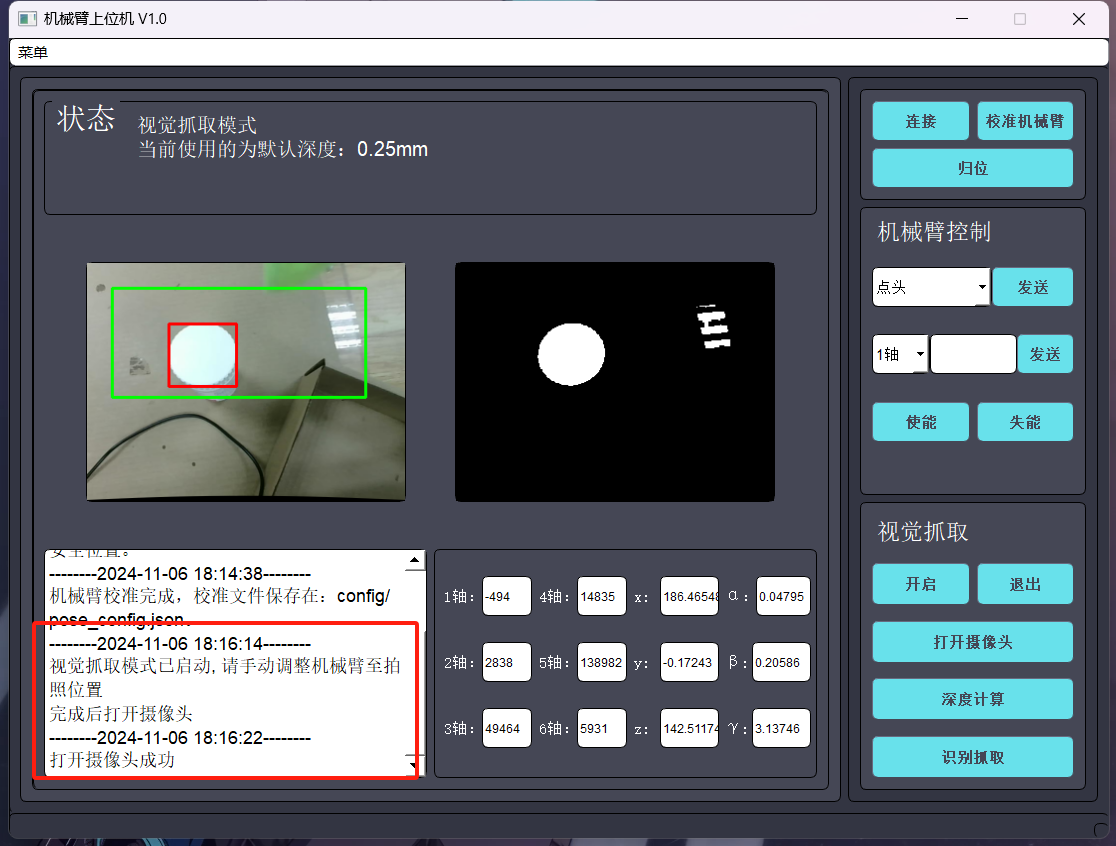 机械臂上位机 V1.0
菜单
状态
视觉抓取模式
当前使用的为默认深度：0.25mm
安全位置。
--------2024-11-06 18:14:38--------
机械臂校准完成，校准文件保存在：config/
pose_config.json。
--------2024-11-06 18:16:14--------
视觉抓取模式已启动,请手动调整机械臂至拍
照位置
完成后打开摄像头
--------2024-11-06 18:16:22--------
打开摄像头成功
1轴: -494 4轴: 14835 x: 186.46548 α: 0.04795
2轴: 2838 5轴: 138982 y: -0.17243 β: 0.20586
3轴: 49464 6轴: 5931 z: 142.51174 γ: 3.13746
连接 校准机械臂
归位
机械臂控制
点头 发送
1轴 发送
使能 失能
视觉抓取
开启 退出
打开摄像头
深度计算
识别抓取